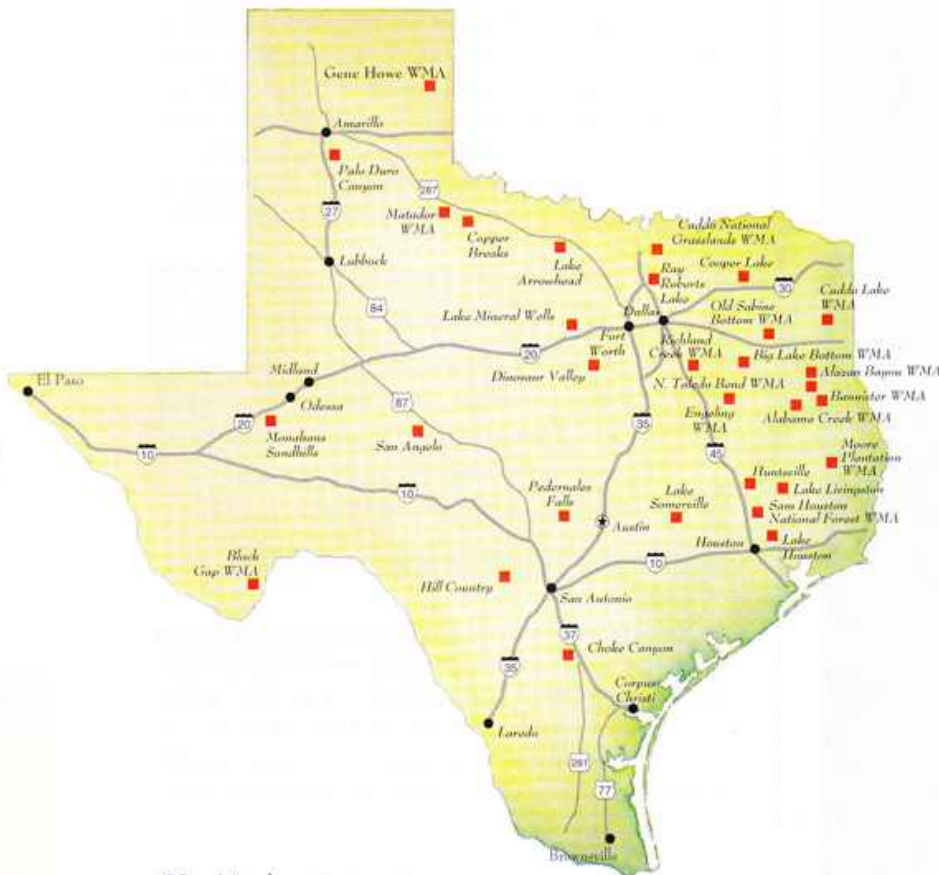 Gene Howe WMA
Amarillo
Palo Duro
Canyon
287
27
Matador
WMA
Copper
Breaks
Lake
Arrowhead
Caddo National
Grasslands WMA
Cooper Lake
Ray
Roberts
Lake
30
Caddo Lake
WMA
Lubbock
84
Lake Mineral Wells
Dallas
Old Sabine
Bottom WMA
Fort
Worth
20
Richland
Creek WMA
Big Lake Bottom WMA
Alazan Bayou WMA
Dinosaur Valley
N. Toledo Bend WMA
Bannister WMA
Engeling
WMA
Alabama Creek WMA
El Paso
Midland
Odessa
87
20
Monahans
Sandhills
San Angelo
35
45
Moore
Plantation
WMA
10
10
Huntsville
Lake Livingston
Pedernales
Falls
Lake
Somerville
Sam Houston
National Forest WMA
Austin
Houston
Lake
Houston
10
Black
Gap WMA
Hill Country
San Antonio
37
Choke Canyon
35
Corpus
Christi
Laredo
281
77
Brownsville